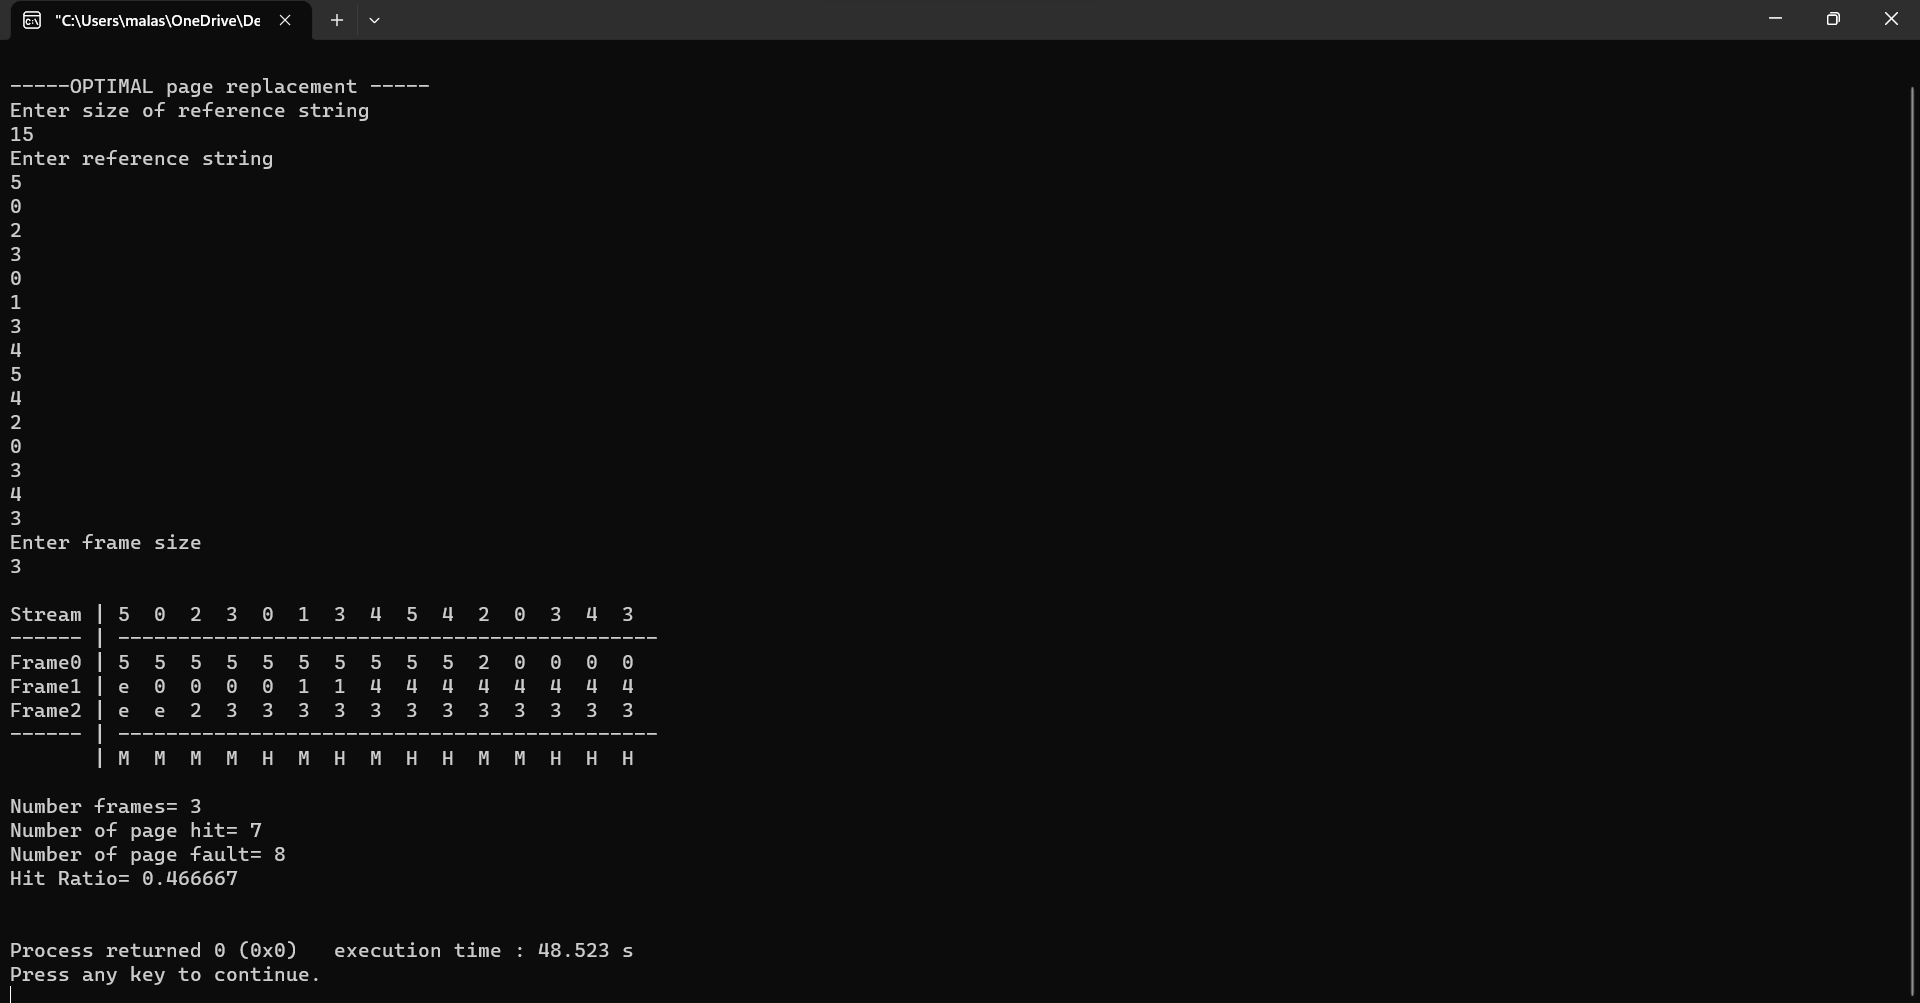 "C:\Users\malas\OneDrive\De
-----OPTIMAL page replacement -----
Enter size of reference string
15
Enter reference string
5
0
2
3
0
1
3
4
5
4
2
0
3
4
3
Enter frame size
3
Stream | 5  0  2  3  0  1  3  4  5  4  2  0  3  4  3
------ | ---------------------------------------------
Frame0 | 5  5  5  5  5  5  5  5  5  5  2  0  0  0  0
Frame1 | e  0  0  0  0  1  1  4  4  4  4  4  4  4  4
Frame2 | e  e  2  3  3  3  3  3  3  3  3  3  3  3  3
------ | ---------------------------------------------
       | M  M  M  M  H  M  H  M  H  H  M  M  H  H  H
Number frames= 3
Number of page hit= 7
Number of page fault= 8
Hit Ratio= 0.466667
Process returned 0 (0x0)   execution time : 48.523 s
Press any key to continue.